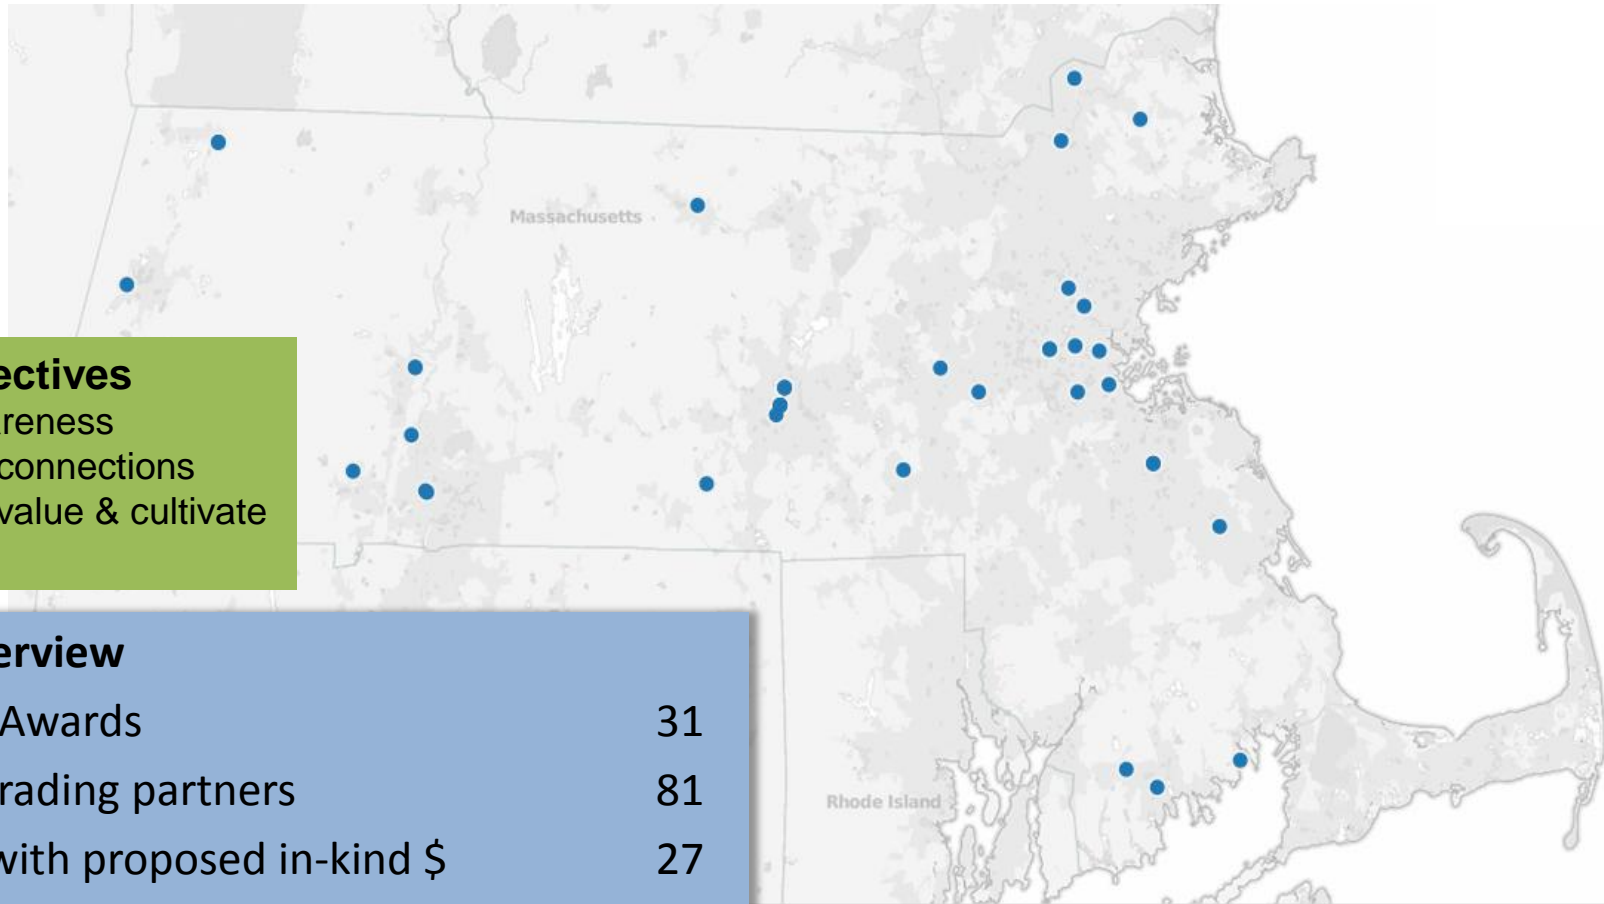 Massachusetts
ectives
reness
connections
value & cultivate
erview
Awards 31
rading partners 81
with proposed in-kind $ 27
Rhode Island